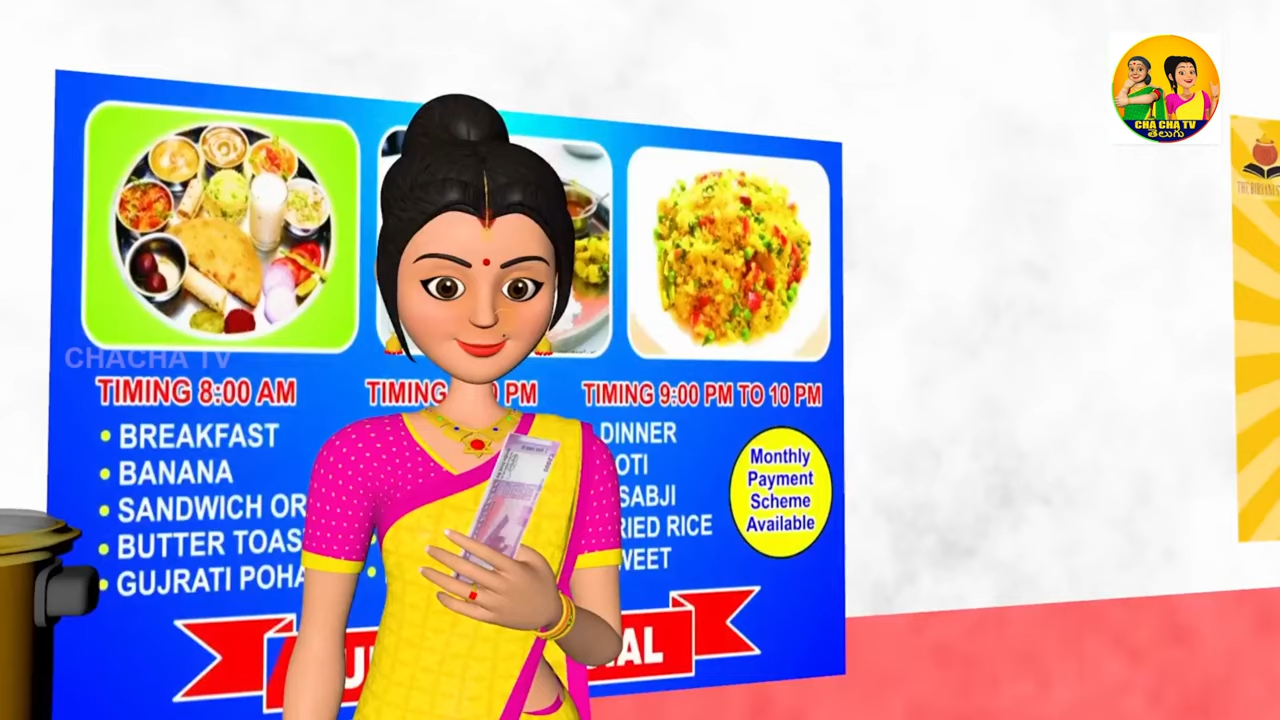 CHA CHA TV
తెలుగు
CHACHA TV
TIMING 8:00 AM
BREAKFAST
BANANA
SANDWICH OR
BUTTER TOAS
GUJRATI POHA
TIMING
PM
TIMING 9:00 PM TO 10 PM
DINNER
OTI
SABJI
RIED RICE
WEET
Monthly
Payment
Scheme
Available